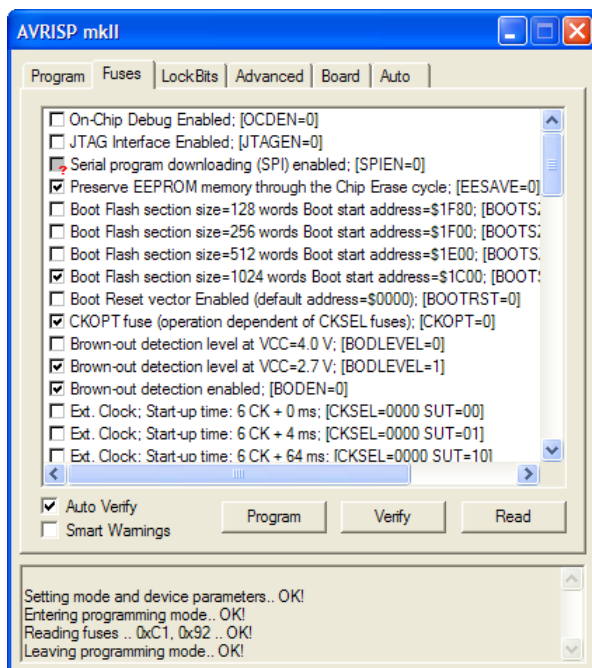 AVRISP mkII
Program Fuses LockBits Advanced Board Auto
On-Chip Debug Enabled; [OCDEN=0]
JTAG Interface Enabled; [JTAGEN=0]
Serial program downloading (SPI) enabled; [SPIEN=0]
Preserve EEPROM memory through the Chip Erase cycle; [EESAVE=0]
Boot Flash section size=128 words Boot start address=$1F80; [BOOTS
Boot Flash section size=256 words Boot start address=$1F00; [BOOTS
Boot Flash section size=512 words Boot start address=$1E00; [BOOTS
Boot Flash section size=1024 words Boot start address=$1C00; [BOOT
Boot Reset vector Enabled (default address=$0000); [BOOTRST=0]
CKOPT fuse (operation dependent of CKSEL fuses); [CKOPT=0]
Brown-out detection level at VCC=4.0 V; [BODLEVEL=0]
Brown-out detection level at VCC=2.7 V; [BODLEVEL=1]
Brown-out detection enabled; [BODEN=0]
Ext. Clock; Start-up time: 6 CK + 0 ms; [CKSEL=0000 SUT=00]
Ext. Clock; Start-up time: 6 CK + 4 ms; [CKSEL=0000 SUT=01]
Ext. Clock; Start-up time: 6 CK + 64 ms; [CKSEL=0000 SUT=10]
Auto Verify
Smart Warnings
Program Verify Read
Setting mode and device parameters.. OK!
Entering programming mode.. OK!
Reading fuses .. 0xC1, 0x92 .. OK!
Leaving programming mode.. OK!